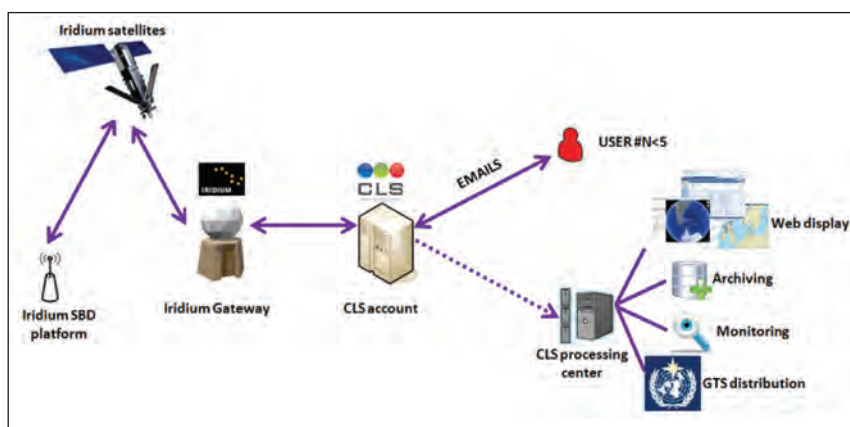 Iridium satellites
IRIDIUM
CLS
EMAILS
USER #N<5
Web display
Iridium SBD
platform
Iridium Gateway
CLS account
Archiving
CLS processing
center
Monitoring
GTS distribution